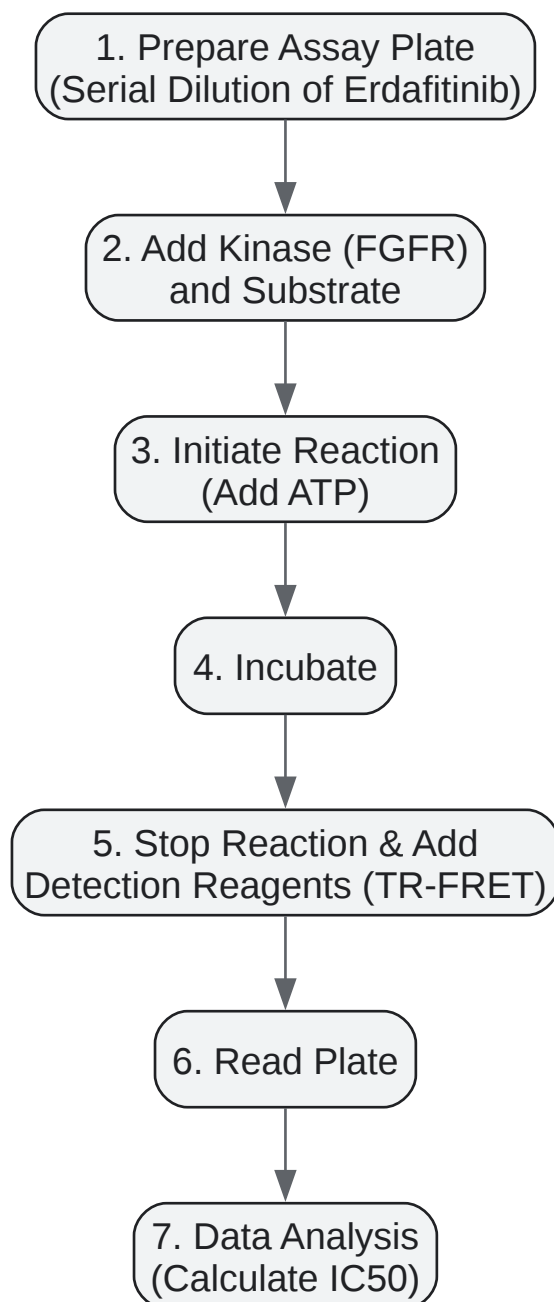 1. Prepare Assay Plate
(Serial Dilution of Erdafitinib)
2. Add Kinase (FGFR)
and Substrate
3. Initiate Reaction
(Add ATP)
4. Incubate
5. Stop Reaction & Add
Detection Reagents (TR-FRET)
6. Read Plate
7. Data Analysis
(Calculate IC50)